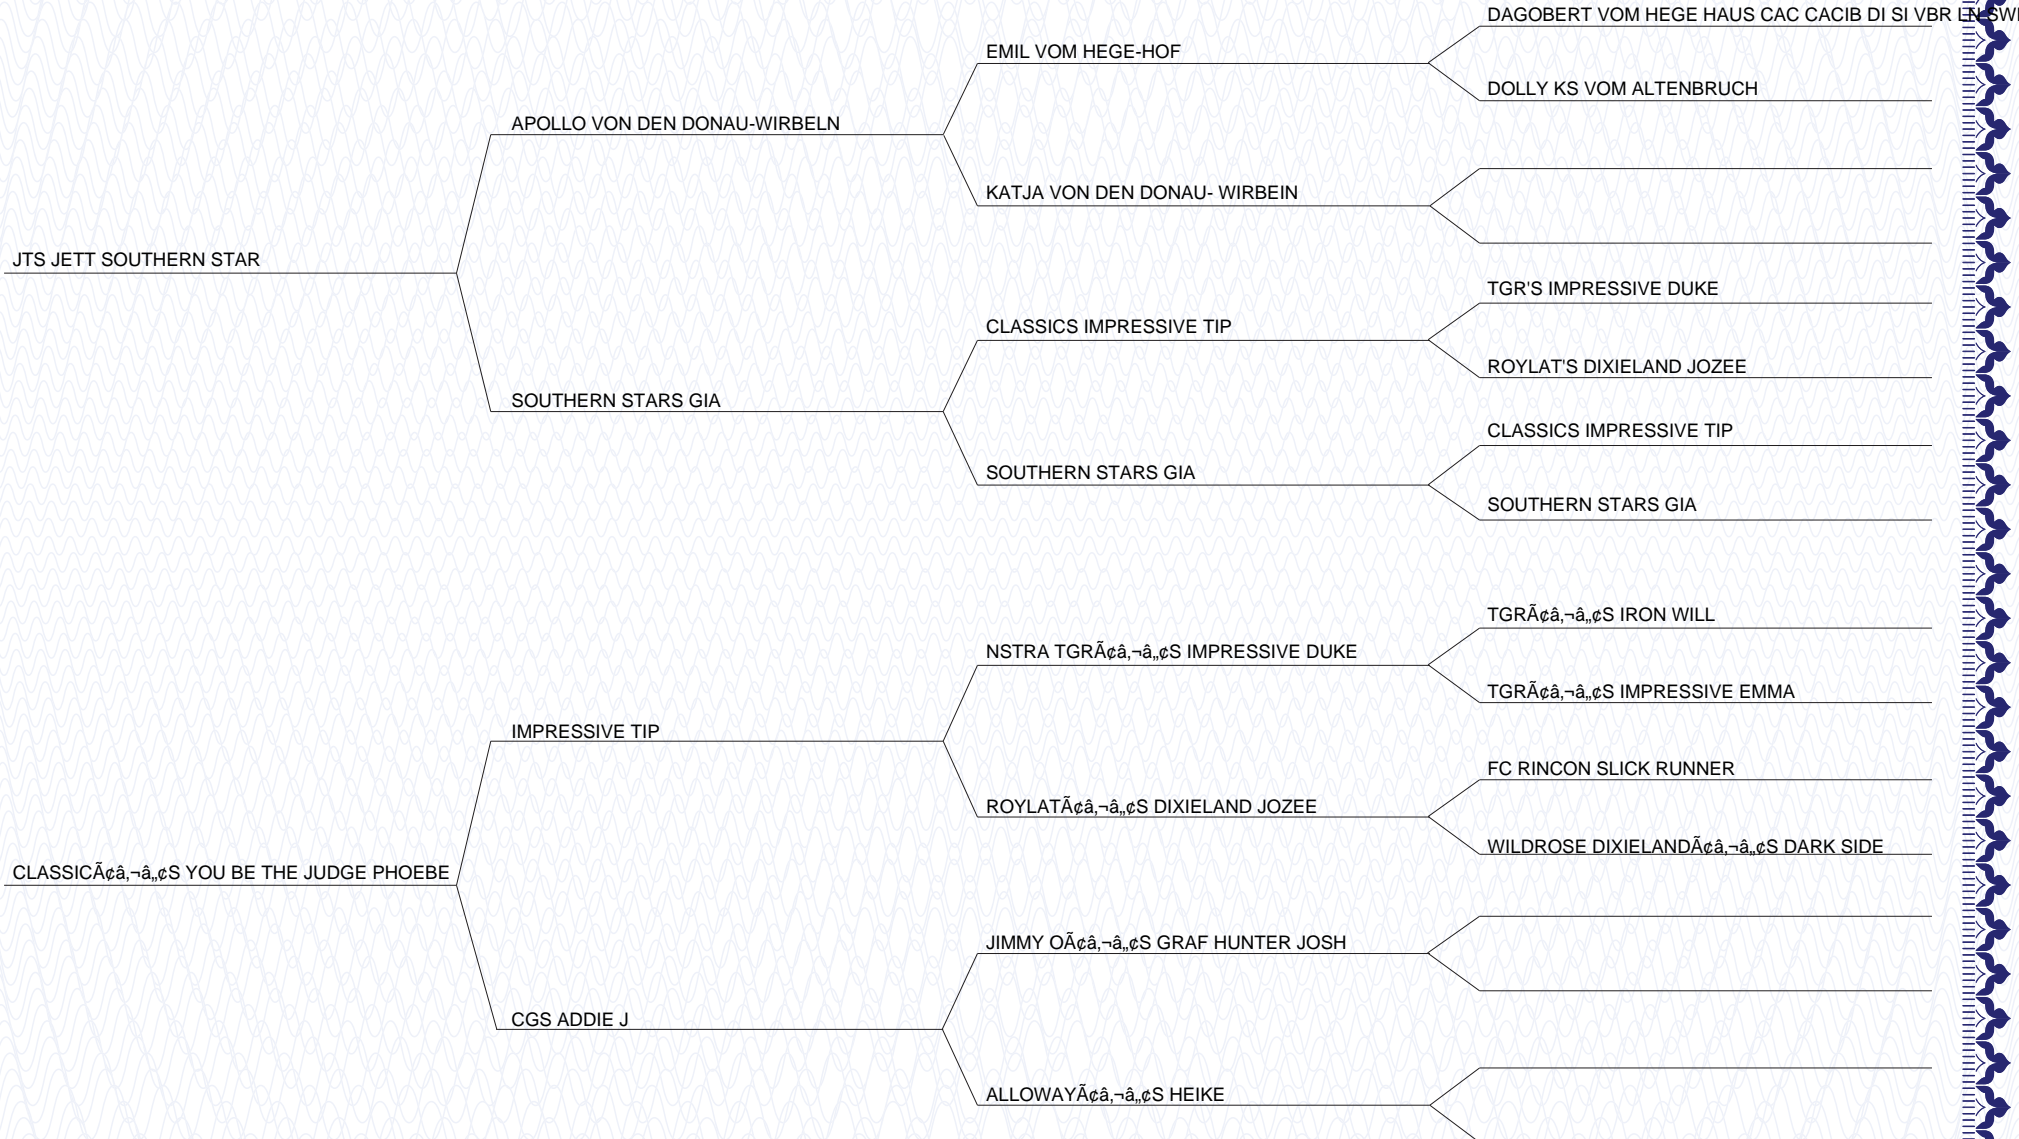 DAGOBERT VOM HEGE HAUS CAC CACIB DI SI VBR LN SW
EMIL VOM HEGE-HOF
DOLLY KS VOM ALTENBRUCH
APOLLO VON DEN DONAU-WIRBELN
KATJA VON DEN DONAU- WIRBEIN
JTS JETT SOUTHERN STAR
TGR'S IMPRESSIVE DUKE
CLASSICS IMPRESSIVE TIP
ROYLAT'S DIXIELAND JOZEE
SOUTHERN STARS GIA
CLASSICS IMPRESSIVE TIP
SOUTHERN STARS GIA
SOUTHERN STARS GIA
TGRÃ¢â‚¬â„¢S IRON WILL
NSTRA TGRÃ¢â‚¬â„¢S IMPRESSIVE DUKE
TGRÃ¢â‚¬â„¢S IMPRESSIVE EMMA
IMPRESSIVE TIP
FC RINCON SLICK RUNNER
ROYLATÃ¢â‚¬â„¢S DIXIELAND JOZEE
WILDROSE DIXIELANDÃ¢â‚¬â„¢S DARK SIDE
CLASSICÃ¢â‚¬â„¢S YOU BE THE JUDGE PHOEBE
JIMMY OÃ¢â‚¬â„¢S GRAF HUNTER JOSH
CGS ADDIE J
ALLOWAYÃ¢â‚¬â„¢S HEIKE